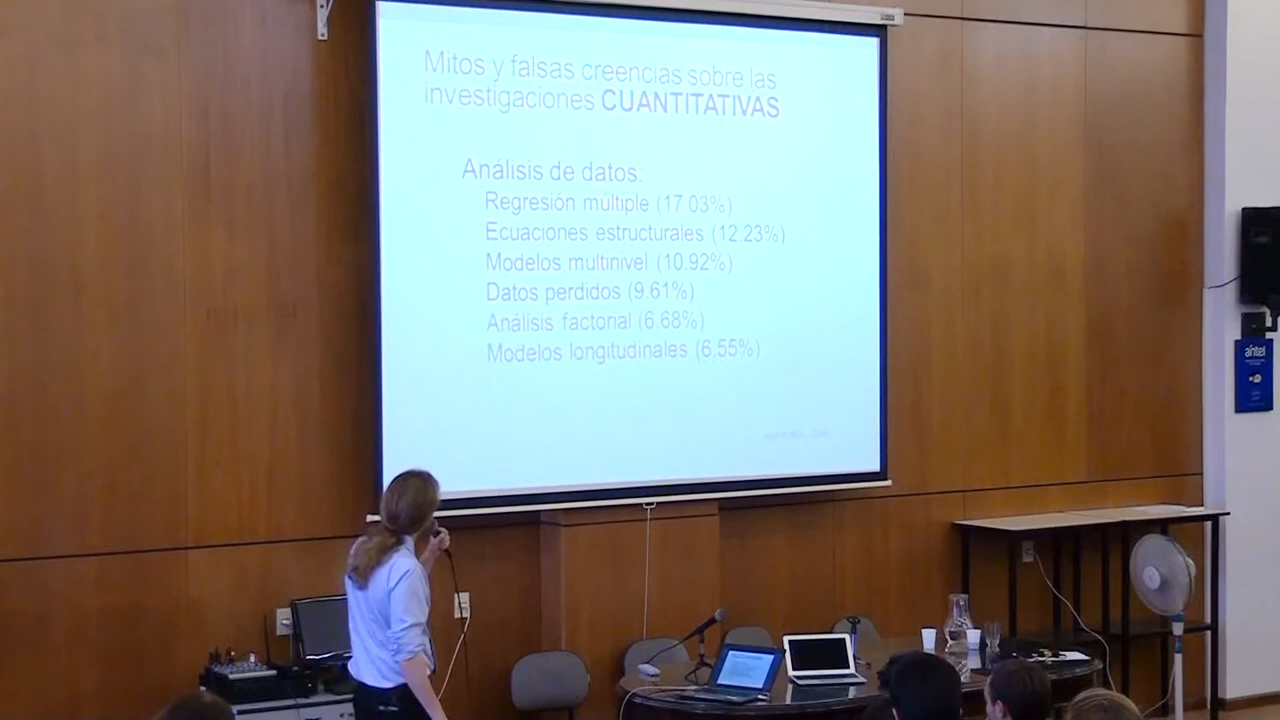 Mitos y falsas creencias sobre las
investigaciones CUANTITATIVAS
Análisis de datos:
Regresión múltiple (17.03%)
Ecuaciones estructurales (12.23%)
Modelos multinivel (10.92%)
Datos perdidos (9.61%)
Análisis factorial (6.68%)
Modelos longitudinales (6.55%)
antel